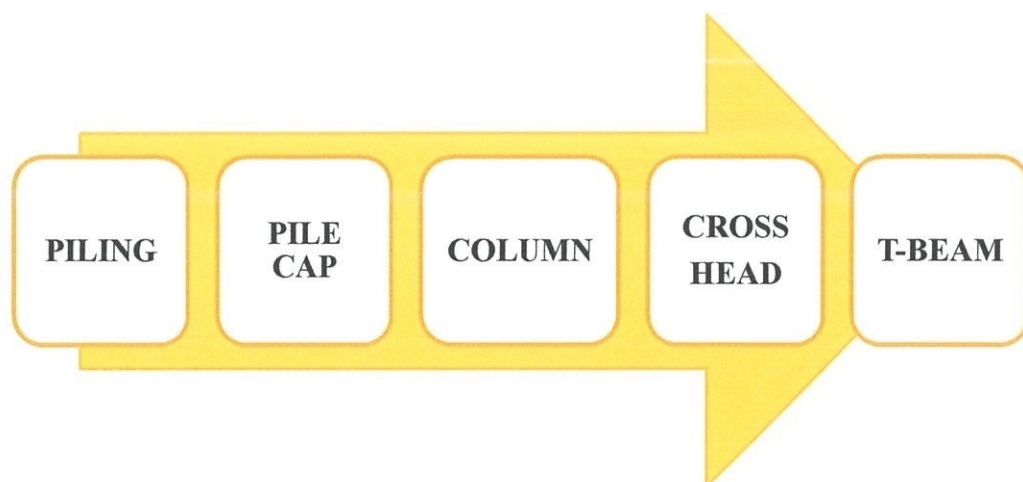 PILING
PILE
CAP
COLUMN
CROSS
HEAD
T-BEAM